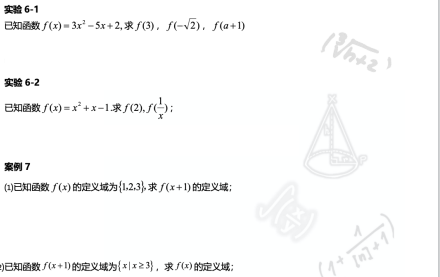 实验 6-1
已知函数 f(x)=3x²−5x+2,求 f(3), f(−√2), f(a+1)
(∛n+2)
实验 6-2
已知函数 f(x)=x²+x−1.求 f(2), f(1/x);
案例 7
(1)已知函数 f(x) 的定义域为{1,2,3},求 f(x+1)的定义域;
)已知函数 f(x+1)的定义域为{x|x≥3}, 求 f(x)的定义域;